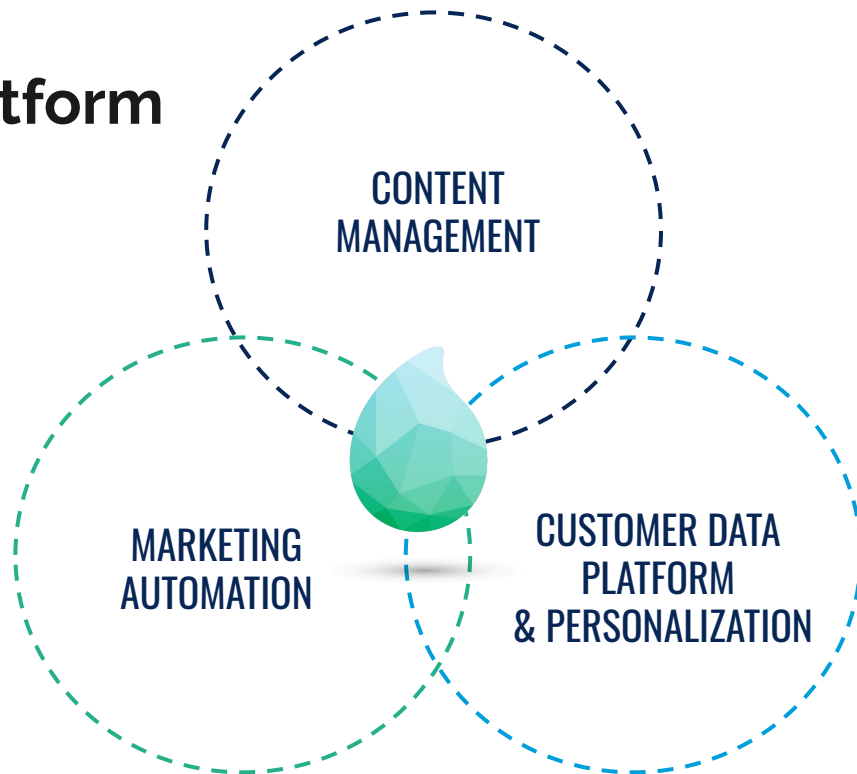 tform
CONTENT
MANAGEMENT
MARKETING
AUTOMATION
CUSTOMER DATA
PLATFORM
& PERSONALIZATION